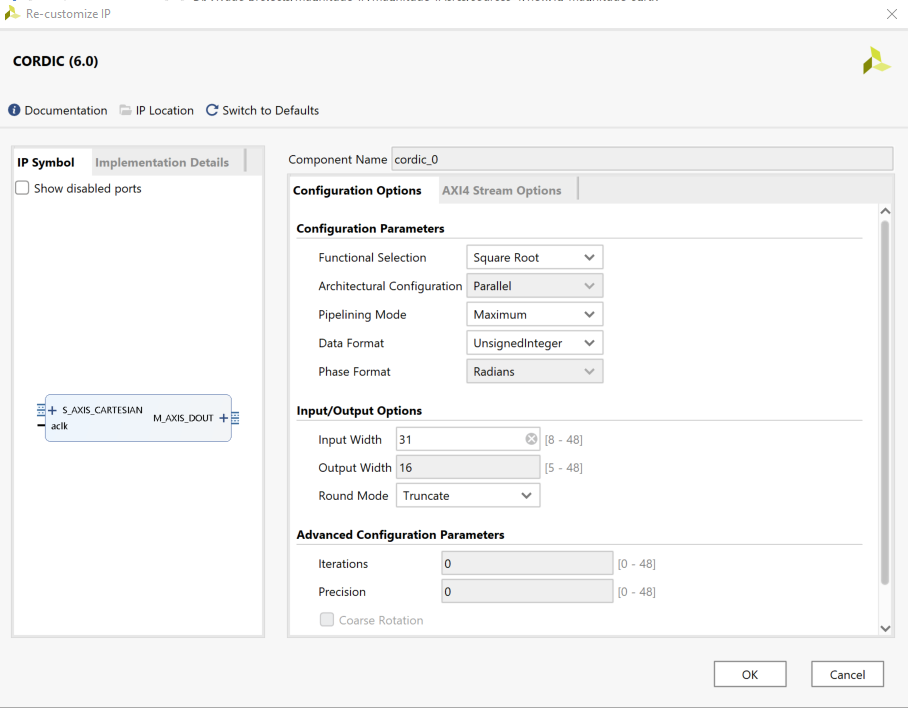 Re-customize IP
CORDIC (6.0)
Documentation IP Location Switch to Defaults
IP Symbol Implementation Details
Show disabled ports
S_AXIS_CARTESIAN
aclk
M_AXIS_DOUT
Component Name cordic_0
Configuration Options AXI4 Stream Options
Configuration Parameters
Functional Selection Square Root
Architectural Configuration Parallel
Pipelining Mode Maximum
Data Format UnsignedInteger
Phase Format Radians
Input/Output Options
Input Width 31 [8 - 48]
Output Width 16 [5 - 48]
Round Mode Truncate
Advanced Configuration Parameters
Iterations 0 [0 - 48]
Precision 0 [0 - 48]
Coarse Rotation
OK Cancel